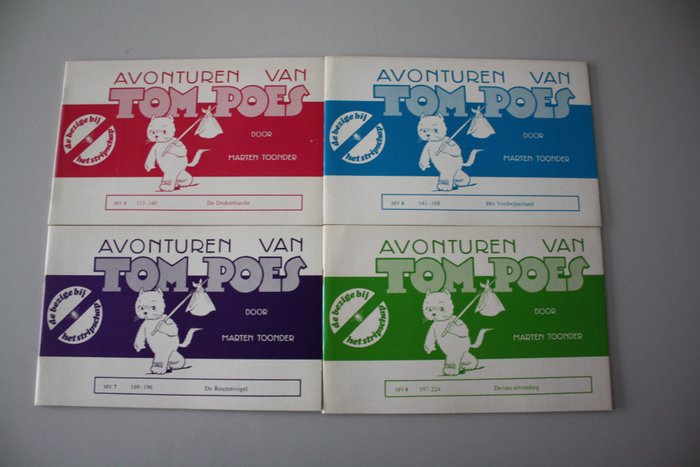 AVONTUREN VAN
TOM POES
de bezige bij
het stripschap
DOOR
MARTEN TOONDER
MV 5 113-140 De Drakenburcht
AVONTUREN VAN
TOM POES
de bezige bij
het stripschap
DOOR
MARTEN TOONDER
MV 6 141-168 Het Verdwijneiland
AVONTUREN VAN
TOM POES
de bezige bij
het stripschap
DOOR
MARTEN TOONDER
MV 7 169-196 De Reuzenvogel
AVONTUREN VAN
TOM POES
de bezige bij
het stripschap
DOOR
MARTEN TOONDER
MV 8 197-224 De rare uitvinding